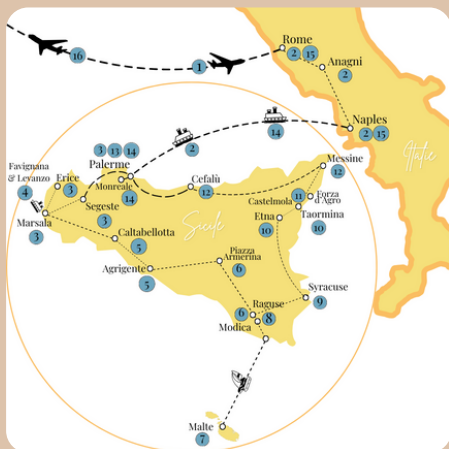 Rome
2 15
Anagni
2
16
1
Naples
2 15
Italie
14
2
3 13 14
Palerme
Monreale
14
Messine
12
Cefalù
12
Favignana
& Levanzo
4
Erice
3
Segeste
3
Marsala
3
Sicile
Castelmola
11
Forza
d'Agro
Etna
10
Taormina
10
Caltabellotta
5
Agrigente
5
Piazza
Armerina
6
Syracuse
9
Raguse
6
8
Modica
Malte
7